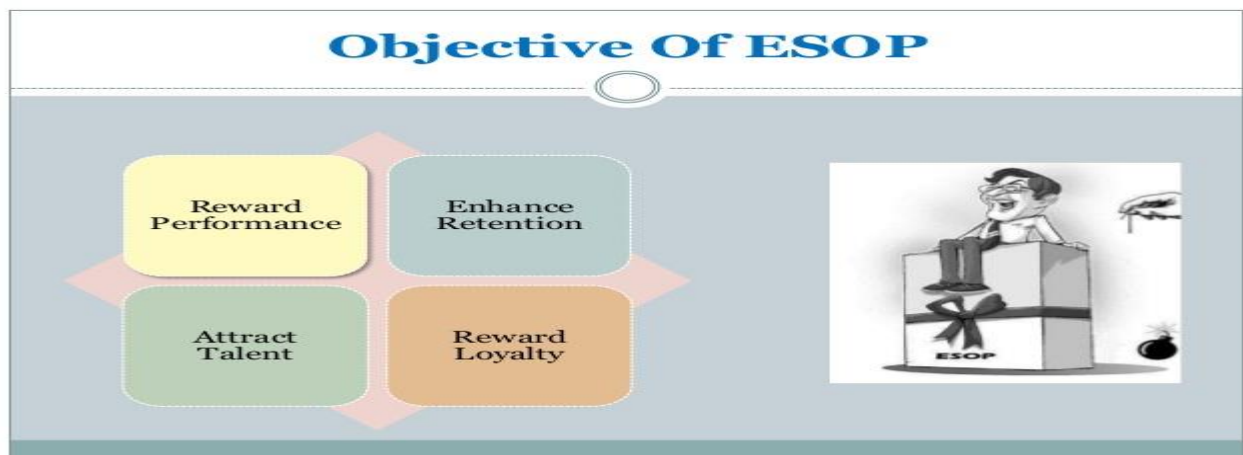 Objective Of ESOP
Reward
Performance
Enhance
Retention
Attract
Talent
Reward
Loyalty
ESOP